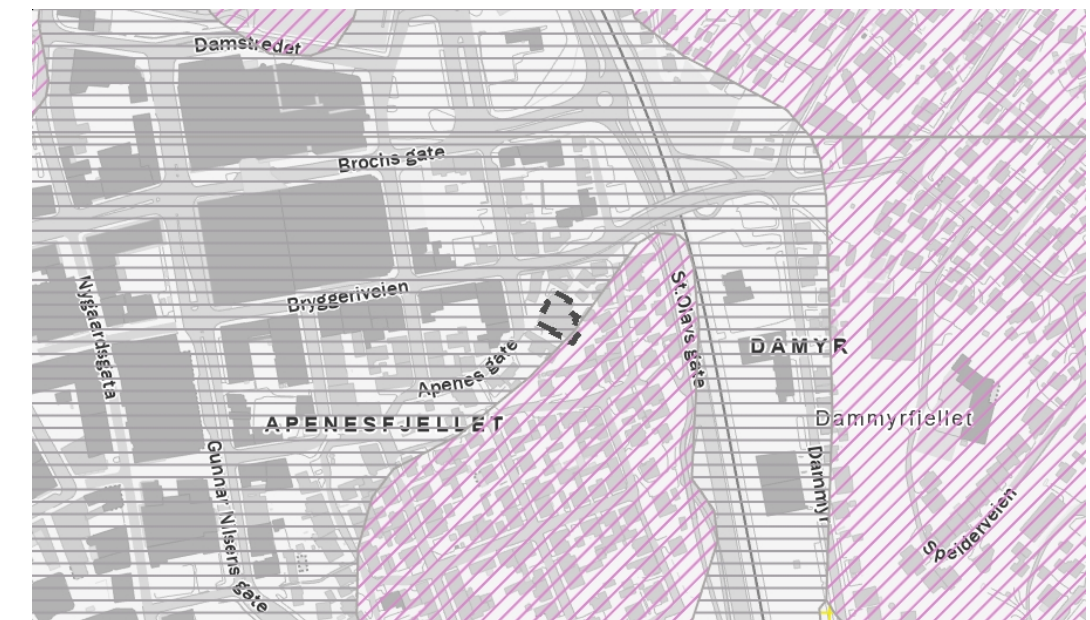 Damstredet
Brochs gate
Bryggeriveien
Nygaardsgata
St.Olavs gate
DAMYR
Apenes gate
APENESFJELLET
Dammyrfjellet
Gunnar Nilsens gate
Dammyr
Speiderveien